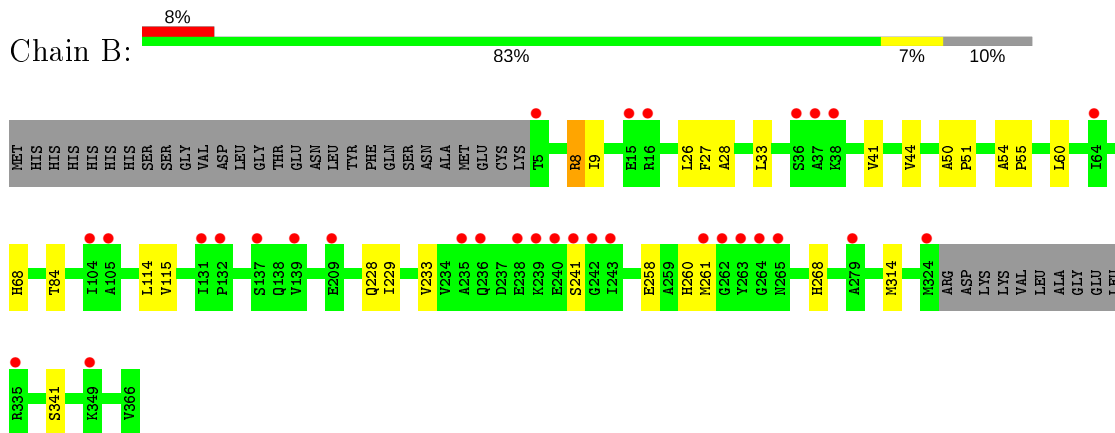 8%
Chain B:
83% 7% 10%
MET HIS HIS HIS HIS HIS HIS SER SER GLY VAL ASP LEU GLY THR GLU ASN LEU TYR PHE GLN SER ASN ALA MET GLU CYS LYS T5 R8 I9 E15 R16 L26 F27 A28 L33 S36 A37 K38 V41 V44 A50 P51 A54 P55 L60 I64
H68 T84 I104 A105 L114 V115 I131 P132 S137 Q138 V139 E209 Q228 I229 V233 V234 A235 Q236 D237 E238 K239 E240 S241 G242 I243 E258 A259 H260 M261 G262 Y263 G264 N265 H268 A279 M314 M324 ARG ASP LYS LYS VAL LEU ALA GLY GLU LEU
R335 S341 K349 V366